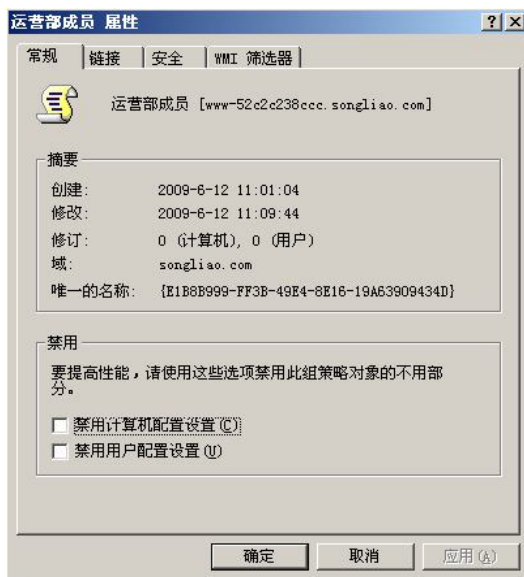 运营部成员 属性
常规 链接 安全 WMI 筛选器
运营部成员 [www-52c2c238ccc.songliao.com]
摘要
创建: 2009-6-12 11:01:04
修改: 2009-6-12 11:09:44
修订: 0 (计算机), 0 (用户)
域: songliao.com
唯一的名称: {E1B8B999-FF3B-49E4-8E16-19A63909434D}
禁用
要提高性能，请使用这些选项禁用此组策略对象的不用部
分。
禁用计算机配置设置(C)
禁用用户配置设置(U)
确定 取消 应用(A)